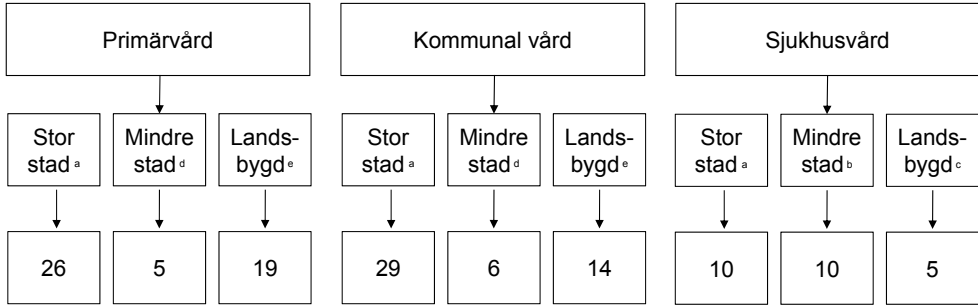 Primärvård
Kommunal vård
Sjukhusvård
Stor
stad a
Mindre
stad d
Lands-
bygd e
Stor
stad a
Mindre
stad d
Lands-
bygd e
Stor
stad a
Mindre
stad b
Lands-
bygd c
26
5
19
29
6
14
10
10
5